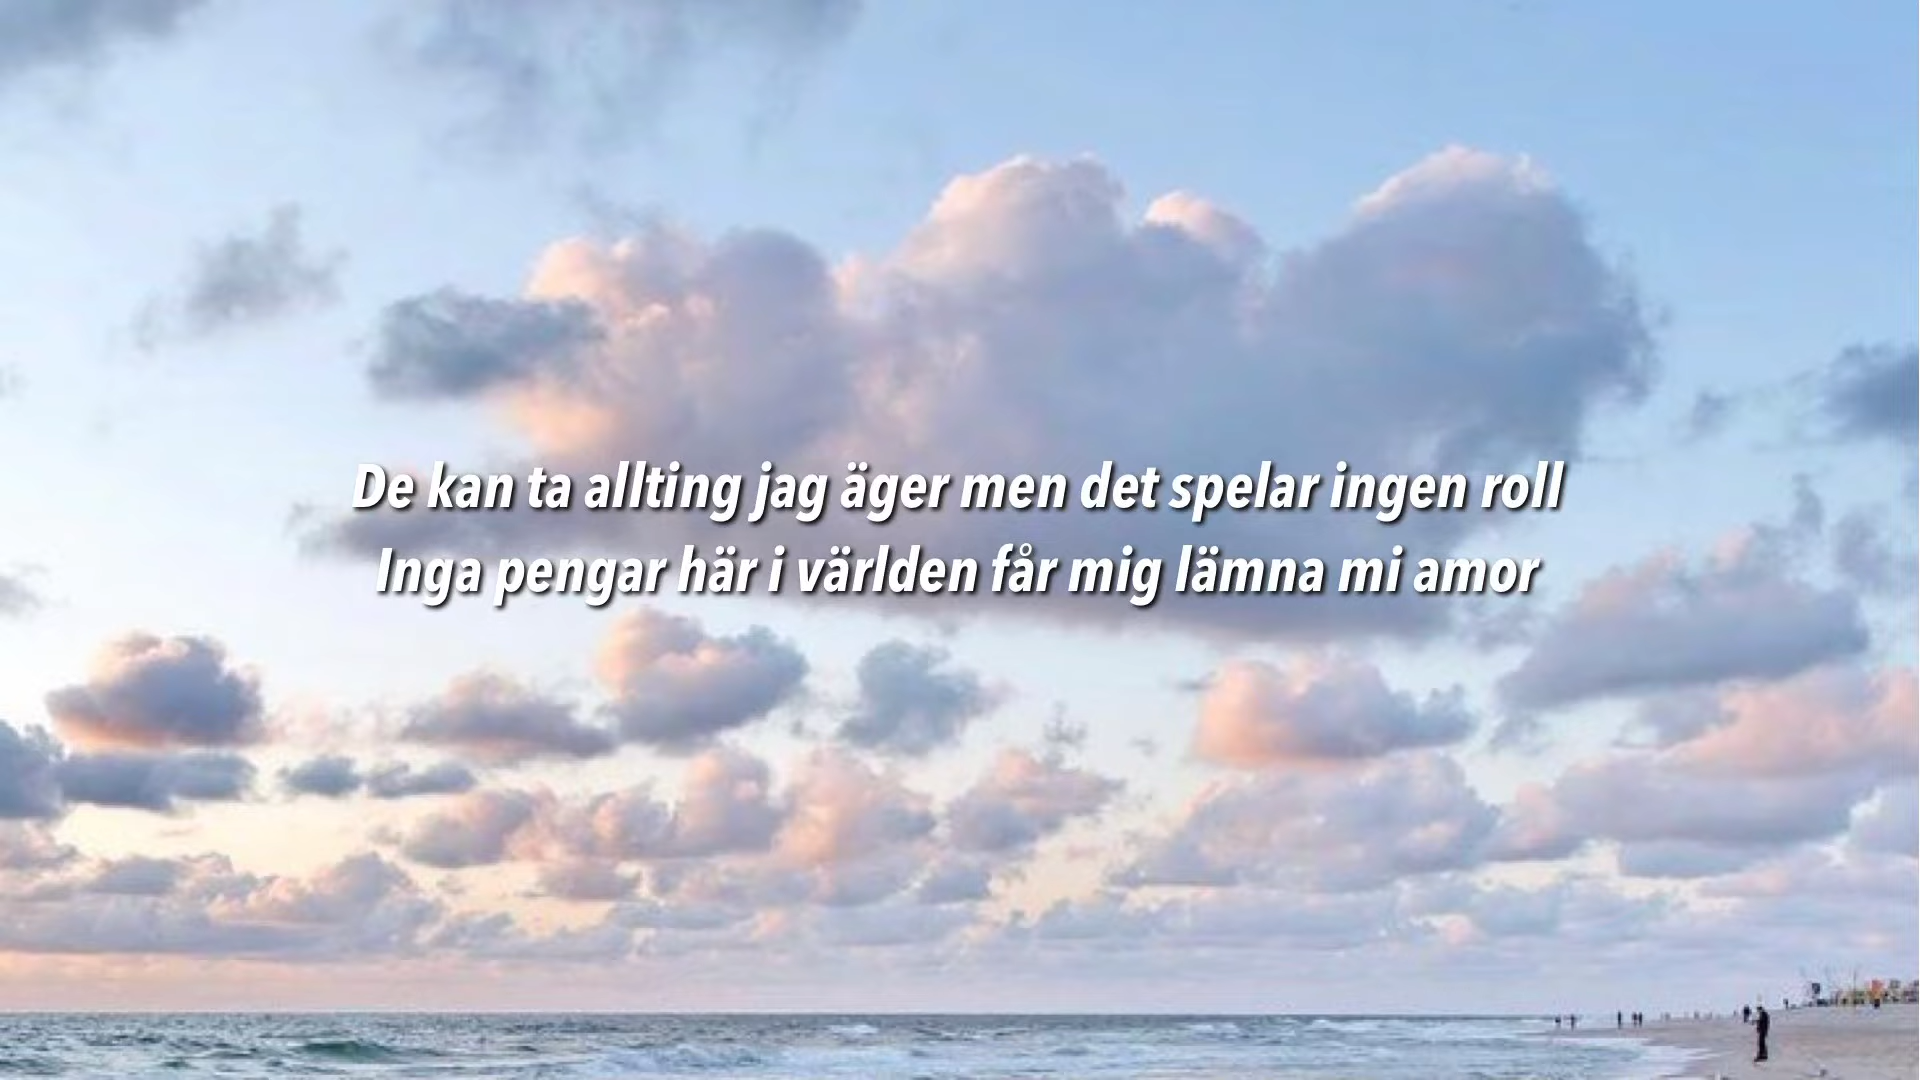 De kan ta allting jag äger men det spelar ingen roll
Inga pengar här i världen får mig lämna mi amor